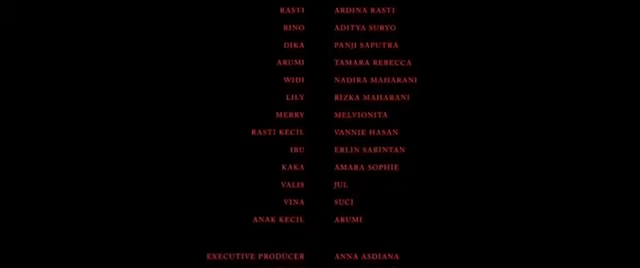 RASTI ARDINA RASTI
BINO ADITYA SURYO
DIKA PANJI SAPUTRA
ARUMI TAMARA REBECCA
WIDI NADIRA MAHARANI
LILY RIZKA MAHARANI
MERRY MELVIONITA
RASTI KECIL VANNIE HASAN
IBU ERLIN SARINTAN
KAKA AMARA SOPHIE
VALIS JUL
VINA SUCI
ANAK KECIL ARUMI
EXECUTIVE PRODUCER ANNA ASDIANA